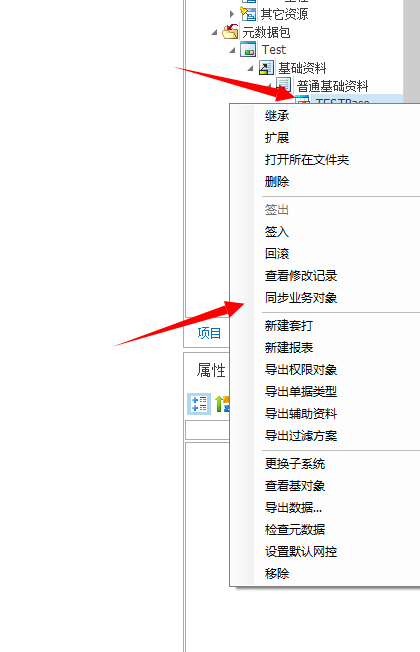 其它资源
元数据包
Test
基础资料
普通基础资料
TESTBase
继承
扩展
打开所在文件夹
删除
签出
签入
回滚
查看修改记录
同步业务对象
项目
新建套打
新建报表
属性
导出权限对象
导出单据类型
导出辅助资料
导出过滤方案
更换子系统
查看基对象
导出数据...
检查元数据
设置默认网控
移除